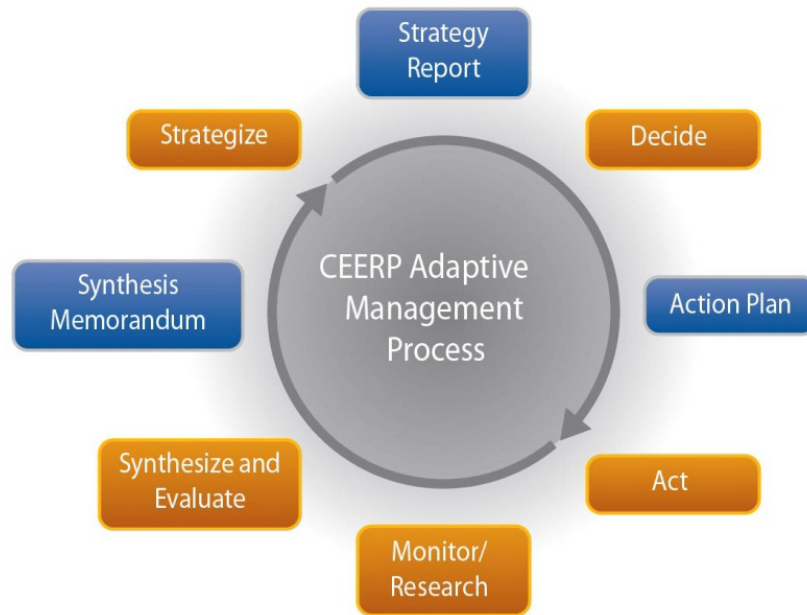 Strategy
Report
Strategize
Decide
CEERP Adaptive
Management
Process
Synthesis
Memorandum
Action Plan
Synthesize and
Evaluate
Act
Monitor/
Research